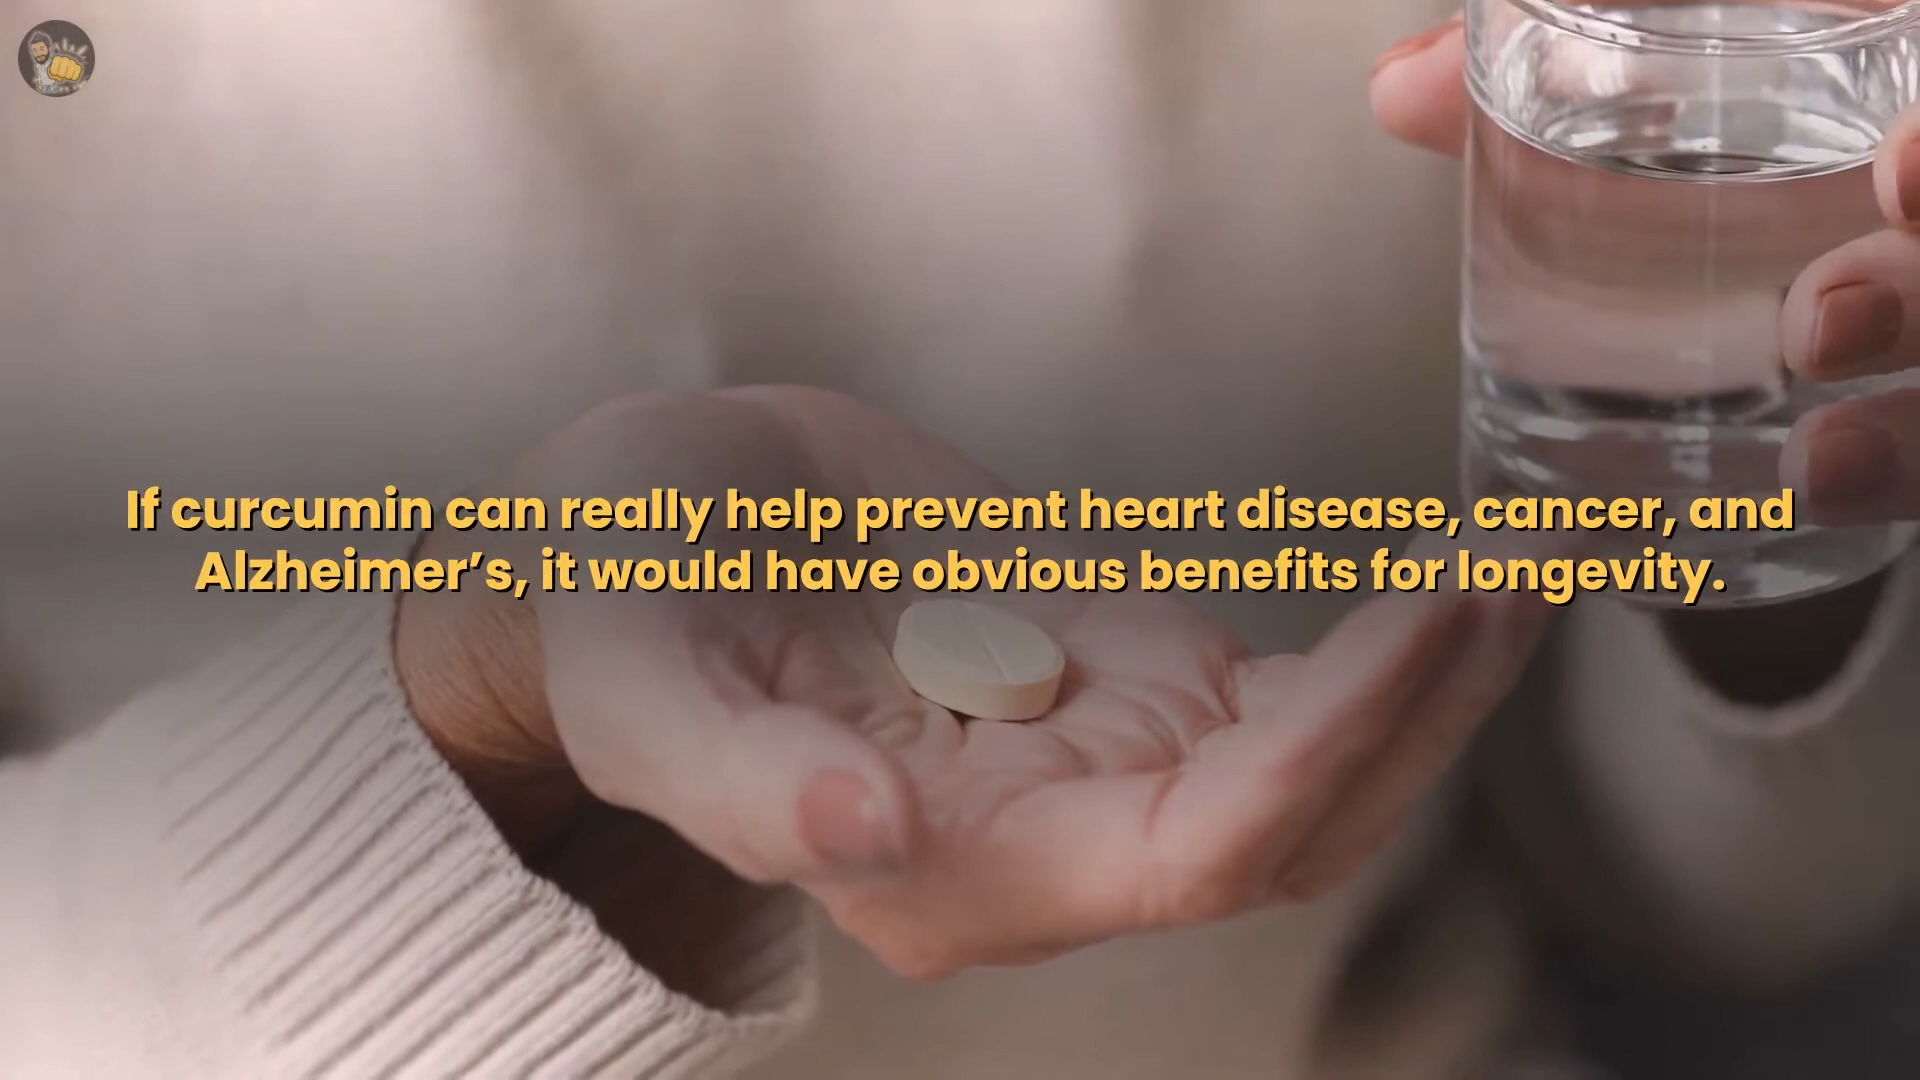 If curcumin can really help prevent heart disease, cancer, and
Alzheimer’s, it would have obvious benefits for longevity.